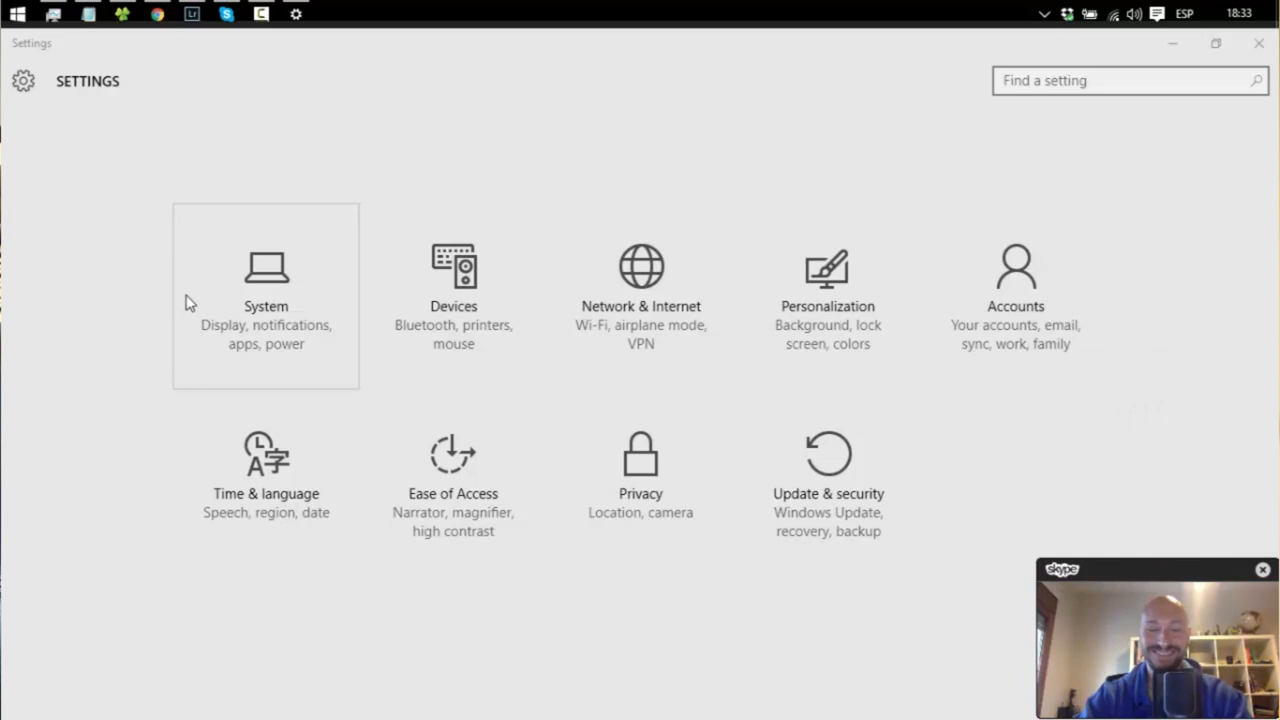 Lr
ESP
18:33
Settings
SETTINGS
Find a setting
System
Display, notifications,
apps, power
Devices
Bluetooth, printers,
mouse
Network & Internet
Wi-Fi, airplane mode,
VPN
Personalization
Background, lock
screen, colors
Accounts
Your accounts, email,
sync, work, family
Time & language
Speech, region, date
Ease of Access
Narrator, magnifier,
high contrast
Privacy
Location, camera
Update & security
Windows Update,
recovery, backup
skype